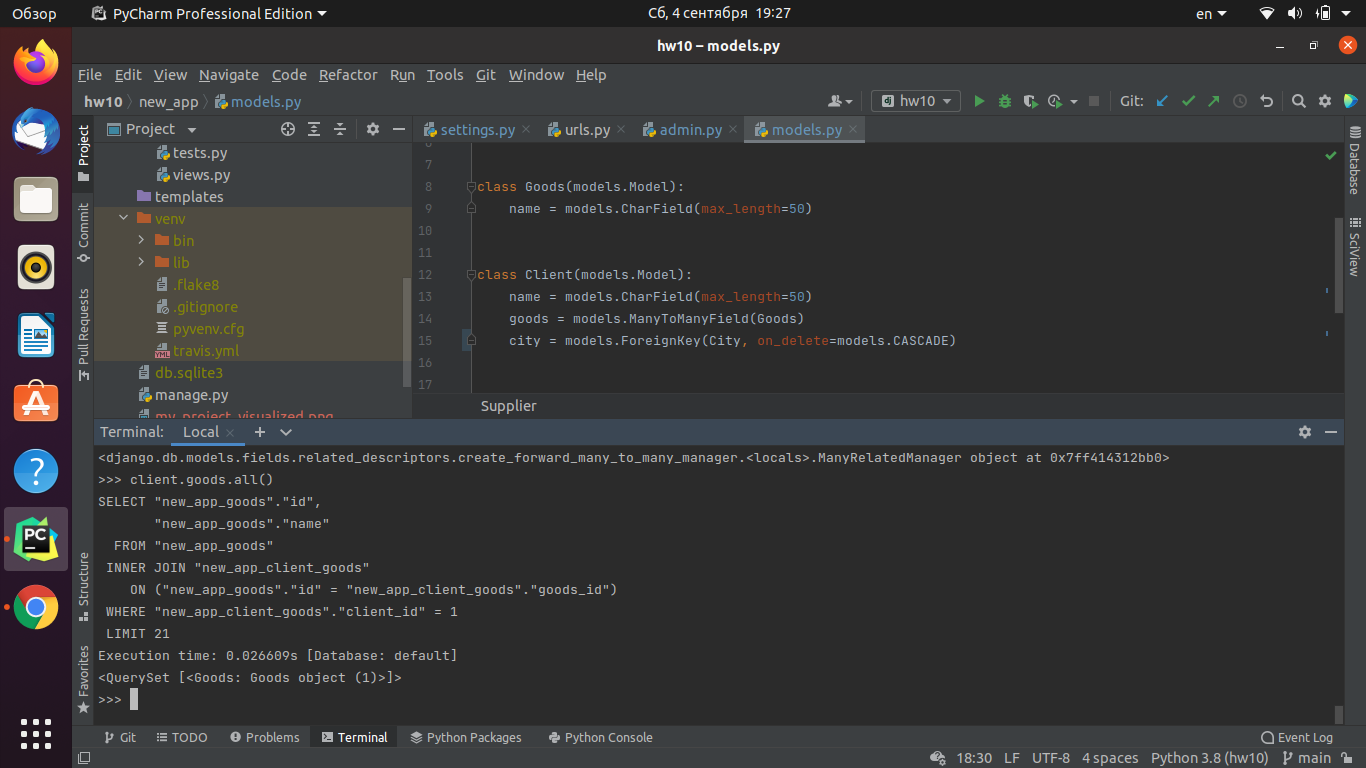 Обзор
PyCharm Professional Edition
Сб, 4 сентября 19:27
en
hw10 – models.py
File Edit View Navigate Code Refactor Run Tools Git Window Help
hw10 new_app models.py
hw10
Git:
Project
settings.py
urls.py
admin.py
models.py
Project
Commit
Pull Requests
Structure
Favorites
Database
SciView
tests.py
views.py
templates
venv
bin
lib
.flake8
.gitignore
pyvenv.cfg
travis.yml
db.sqlite3
manage.py
my_project_visualized.png
6
7
8 class Goods(models.Model):
9 name = models.CharField(max_length=50)
10
11
12 class Client(models.Model):
13 name = models.CharField(max_length=50)
14 goods = models.ManyToManyField(Goods)
15 city = models.ForeignKey(City, on_delete=models.CASCADE)
16
17
Supplier
Terminal: Local
<django.db.models.fields.related_descriptors.create_forward_many_to_many_manager.<locals>.ManyRelatedManager object at 0x7ff414312bb0>
>>> client.goods.all()
SELECT "new_app_goods"."id",
"new_app_goods"."name"
FROM "new_app_goods"
INNER JOIN "new_app_client_goods"
ON ("new_app_goods"."id" = "new_app_client_goods"."goods_id")
WHERE "new_app_client_goods"."client_id" = 1
LIMIT 21
Execution time: 0.026609s [Database: default]
<QuerySet [<Goods: Goods object (1)>]>
>>>
Git TODO Problems Terminal Python Packages Python Console Event Log
18:30 LF UTF-8 4 spaces Python 3.8 (hw10) main